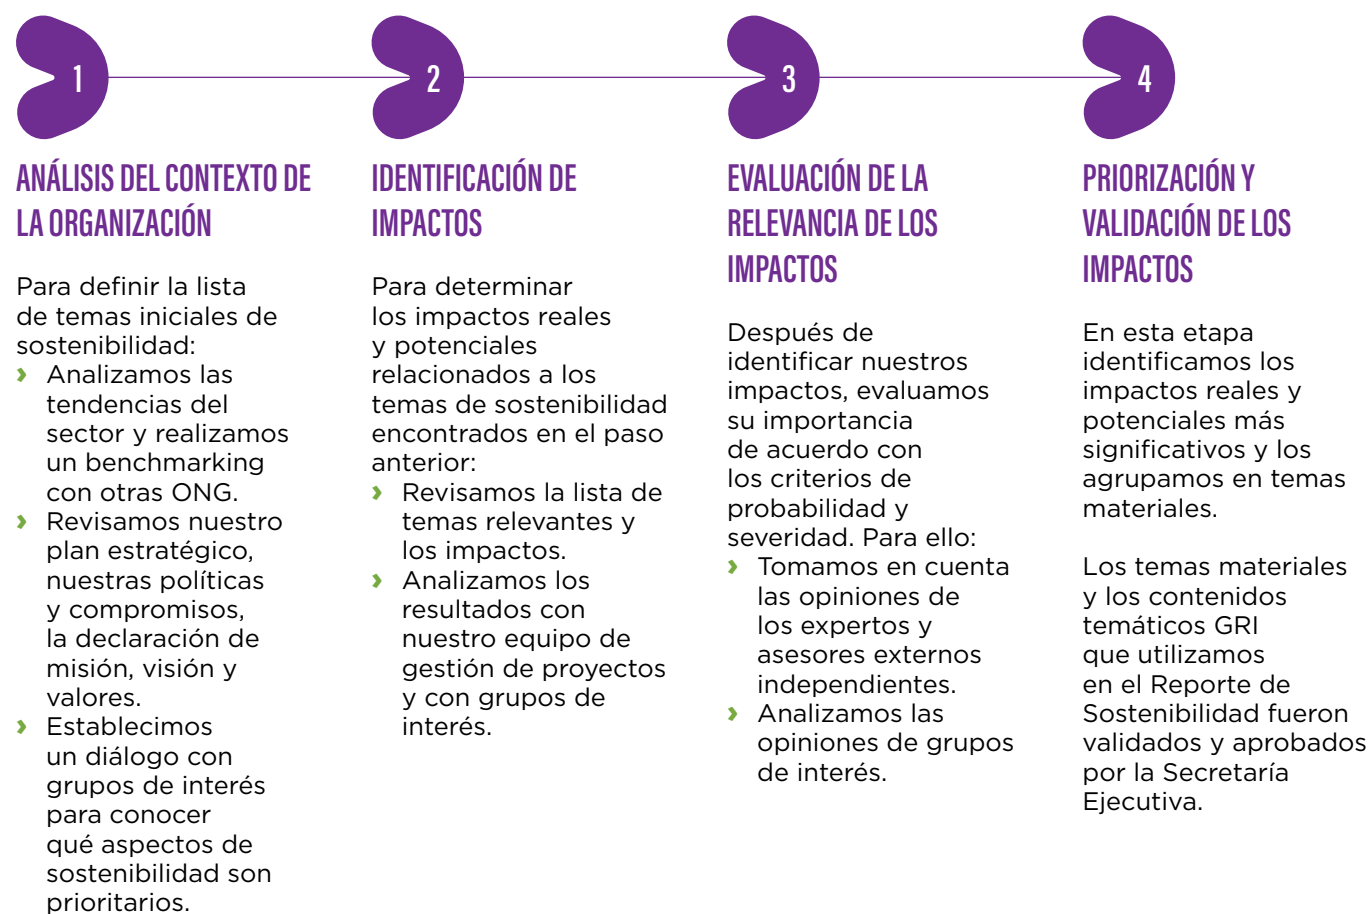 1
ANÁLISIS DEL CONTEXTO DE
LA ORGANIZACIÓN
Para definir la lista
de temas iniciales de
sostenibilidad:
› Analizamos las
tendencias del
sector y realizamos
un benchmarking
con otras ONG.
› Revisamos nuestro
plan estratégico,
nuestras políticas
y compromisos,
la declaración de
misión, visión y
valores.
› Establecimos
un diálogo con
grupos de interés
para conocer
qué aspectos de
sostenibilidad son
prioritarios.
2
IDENTIFICACIÓN DE
IMPACTOS
Para determinar
los impactos reales
y potenciales
relacionados a los
temas de sostenibilidad
encontrados en el paso
anterior:
› Revisamos la lista de
temas relevantes y
los impactos.
› Analizamos los
resultados con
nuestro equipo de
gestión de proyectos
y con grupos de
interés.
3
EVALUACIÓN DE LA
RELEVANCIA DE LOS
IMPACTOS
Después de
identificar nuestros
impactos, evaluamos
su importancia
de acuerdo con
los criterios de
probabilidad y
severidad. Para ello:
› Tomamos en cuenta
las opiniones de
los expertos y
asesores externos
independientes.
› Analizamos las
opiniones de grupos
de interés.
4
PRIORIZACIÓN Y
VALIDACIÓN DE LOS
IMPACTOS
En esta etapa
identificamos los
impactos reales y
potenciales más
significativos y los
agrupamos en temas
materiales.
Los temas materiales
y los contenidos
temáticos GRI
que utilizamos
en el Reporte de
Sostenibilidad fueron
validados y aprobados
por la Secretaría
Ejecutiva.